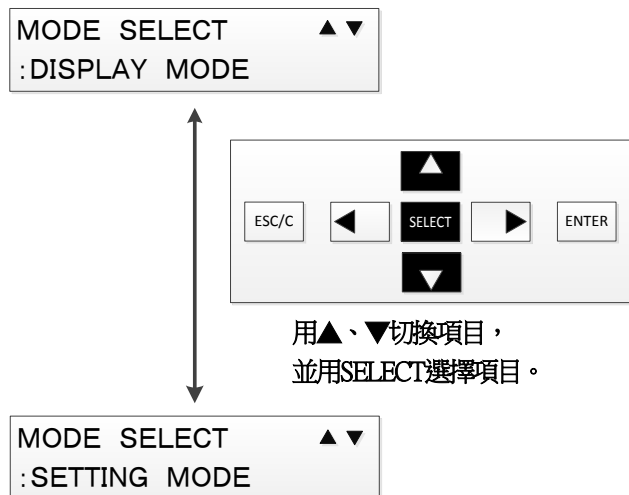 MODE SELECT ▲ ▼
:DISPLAY MODE
▲
ESC/C ◀ SELECT ▶ ENTER
▼
用▲、▼切換項目，
並用SELECT選擇項目。
MODE SELECT ▲ ▼
:SETTING MODE